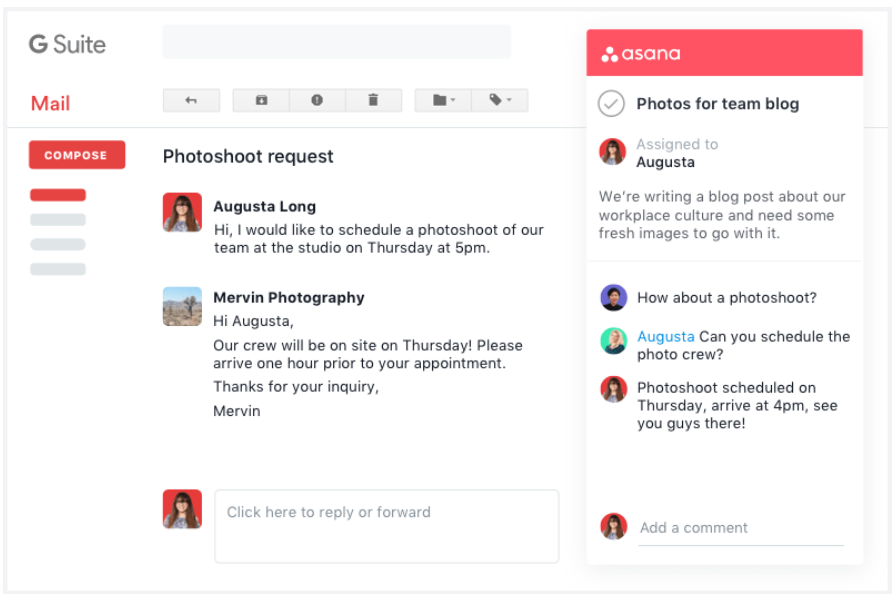 G Suite
Mail
COMPOSE
Photoshoot request
Augusta Long
Hi, I would like to schedule a photoshoot of our
team at the studio on Thursday at 5pm.
Mervin Photography
Hi Augusta,
Our crew will be on site on Thursday! Please
arrive one hour prior to your appointment.
Thanks for your inquiry,
Mervin
Click here to reply or forward
asana
Photos for team blog
Assigned to
Augusta
We're writing a blog post about our
workplace culture and need some
fresh images to go with it.
How about a photoshoot?
Augusta Can you schedule the
photo crew?
Photoshoot scheduled on
Thursday, arrive at 4pm, see
you guys there!
Add a comment